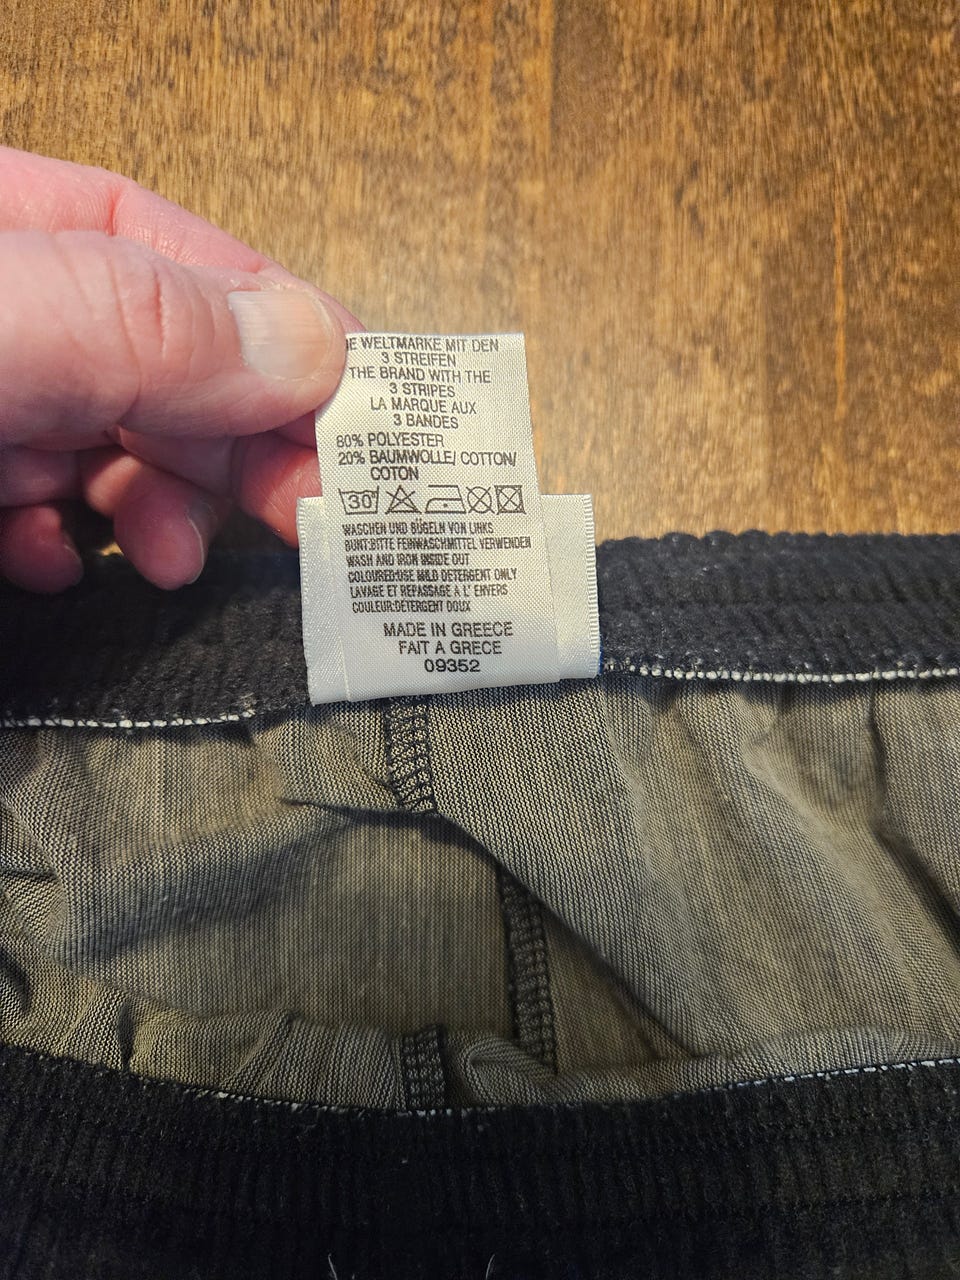 WELTMARKE MIT DEN
3 STREIFEN
THE BRAND WITH THE
3 STRIPES
LA MARQUE AUX
3 BANDES
80% POLYESTER
20% BAUMWOLLE/ COTTON/
COTON
30
WASCHEN UND BÜGELN VON LINKS
BUNT:BITTE FEINWASCHMITTEL VERWENDEN
WASH AND IRON INSIDE OUT
COLOURED:USE MILD DETERGENT ONLY
LAVAGE ET REPASSAGE A L' ENVERS
COULEUR:DÉTERGENT DOUX
MADE IN GREECE
FAIT A GRECE
09352